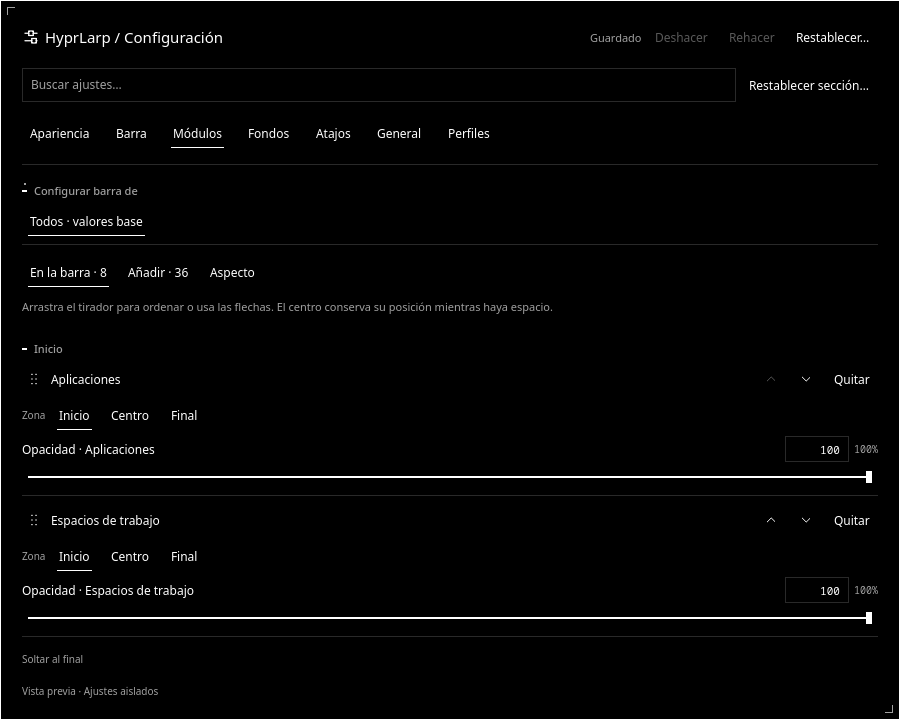 HyprLarp / Configuración
Guardado Deshacer Rehacer Restablecer...
Buscar ajustes...
Restablecer sección...
Apariencia Barra Módulos Fondos Atajos General Perfiles
Configurar barra de
Todos · valores base
En la barra · 8 Añadir · 36 Aspecto
Arrastra el tirador para ordenar o usa las flechas. El centro conserva su posición mientras haya espacio.
Inicio
Aplicaciones Quitar
Zona Inicio Centro Final
Opacidad · Aplicaciones 100 100%
Espacios de trabajo Quitar
Zona Inicio Centro Final
Opacidad · Espacios de trabajo 100 100%
Soltar al final
Vista previa · Ajustes aislados